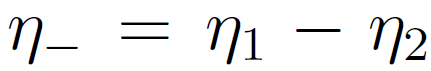 η₋ = η₁ − η₂